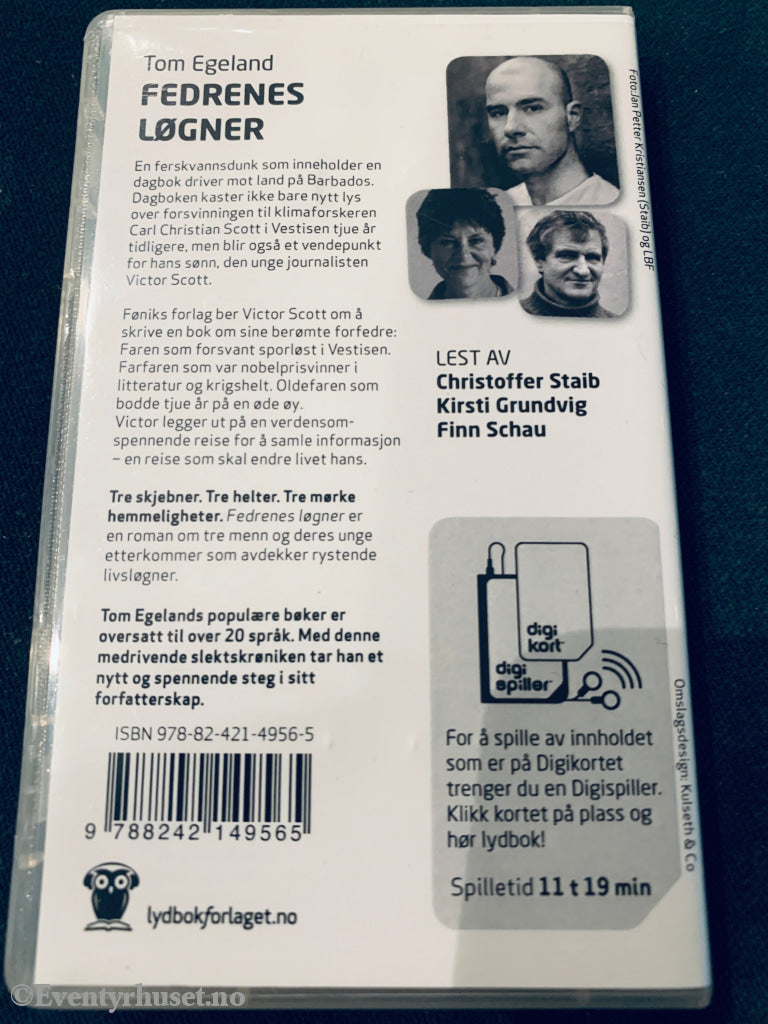 Tom Egeland
FEDRENES
LØGNER
En ferskvannsdunk som inneholder en
dagbok driver mot land på Barbados.
Dagboken kaster ikke bare nytt lys
over forsvinningen til klimaforskeren
Carl Christian Scott i Vestisen tjue år
tidligere, men blir også et vendepunkt
for hans sønn, den unge journalisten
Victor Scott.
Føniks forlag ber Victor Scott om å
skrive en bok om sine berømte forfedre:
Faren som forsvant sporløst i Vestisen.
Farfaren som var nobelprisvinner i
litteratur og krigshelt. Oldefaren som
bodde tjue år på en øde øy.
Victor legger ut på en verdensom-
spennende reise for å samle informasjon
– en reise som skal endre livet hans.
Tre skjebner. Tre helter. Tre mørke
hemmeligheter. Fedrenes løgner er
en roman om tre menn og deres unge
etterkommer som avdekker rystende
livsløgner.
Tom Egelands populære bøker er
oversatt til over 20 språk. Med denne
medrivende slektskrøniken tar han et
nytt og spennende steg i sitt
forfatterskap.
ISBN 978-82-421-4956-5
9 788242 149565
lydbokforlaget.no
Foto:Jan Petter Kristiansen (Staib) og LBF
LEST AV
Christoffer Staib
Kirsti Grundvig
Finn Schau
digi
kort
digi
spiller
For å spille av innholdet
som er på Digikortet
trenger du en Digispiller.
Klikk kortet på plass og
hør lydbok!
Spilletid 11 t 19 min
Omslagsdesign: Kulseth & Co
©Eventyrhuset.no